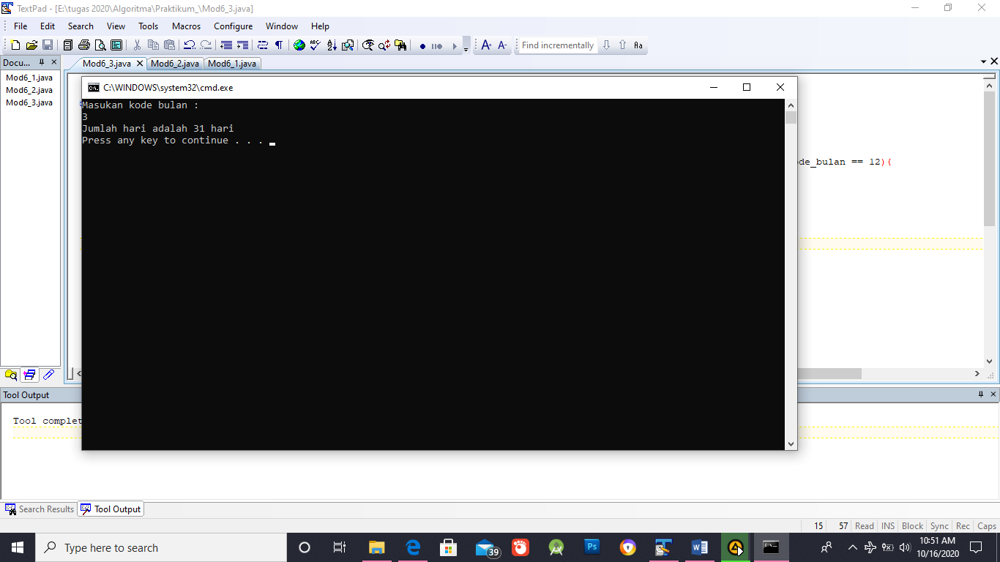 TextPad - [E:\tugas 2020\Algoritma\Praktikum_\Mod6_3.java]
File Edit Search View Tools Macros Configure Window Help
Find incrementally
Docu...
Mod6_3.java Mod6_2.java Mod6_1.java
Mod6_1.java
Mod6_2.java
Mod6_3.java
C:\WINDOWS\system32\cmd.exe
Masukan kode bulan :
3
Jumlah hari adalah 31 hari
Press any key to continue . . .
de_bulan == 12){
Tool Output
Tool complet
Search Results Tool Output
15 57 Read INS Block Sync Rec Caps
Type here to search
39
Ps
10:51 AM
10/16/2020